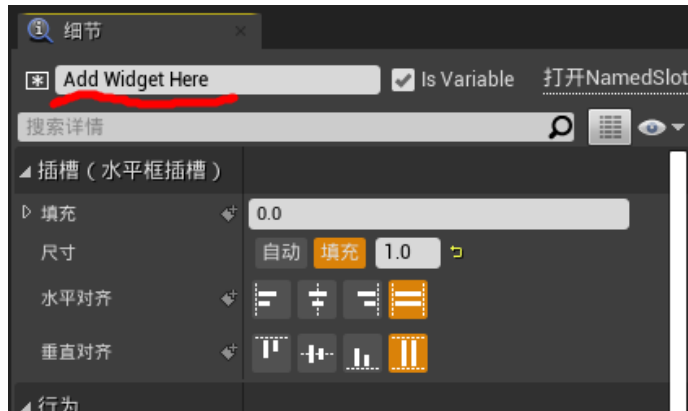 细节
Add Widget Here
Is Variable
打开NamedSlot
搜索详情
插槽（水平框插槽）
填充
0.0
尺寸
自动 填充 1.0
水平对齐
垂直对齐
行为